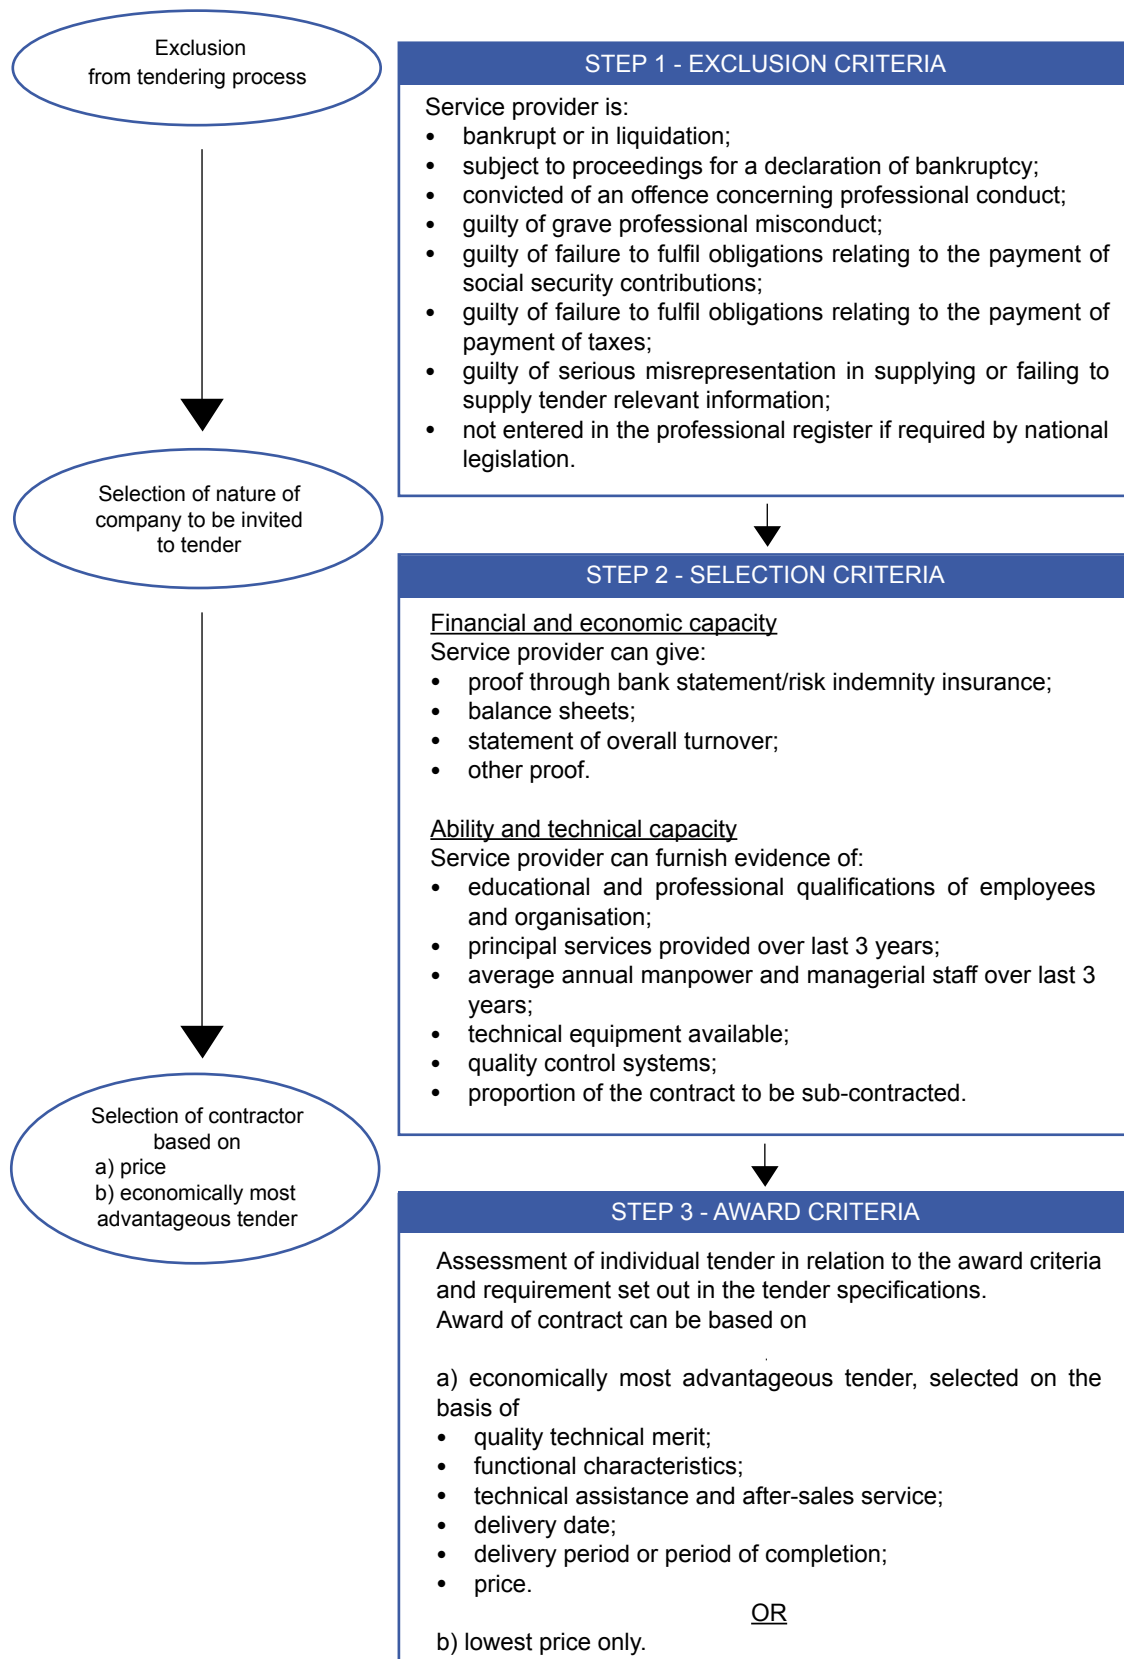 Exclusion
from tendering process
STEP 1 - EXCLUSION CRITERIA
Service provider is:
• bankrupt or in liquidation;
• subject to proceedings for a declaration of bankruptcy;
• convicted of an offence concerning professional conduct;
• guilty of grave professional misconduct;
• guilty of failure to fulfil obligations relating to the payment of
social security contributions;
• guilty of failure to fulfil obligations relating to the payment of
payment of taxes;
• guilty of serious misrepresentation in supplying or failing to
supply tender relevant information;
• not entered in the professional register if required by national
legislation.
Selection of nature of
company to be invited
to tender
STEP 2 - SELECTION CRITERIA
Financial and economic capacity
Service provider can give:
• proof through bank statement/risk indemnity insurance;
• balance sheets;
• statement of overall turnover;
• other proof.
Ability and technical capacity
Service provider can furnish evidence of:
• educational and professional qualifications of employees
and organisation;
• principal services provided over last 3 years;
• average annual manpower and managerial staff over last 3
years;
• technical equipment available;
• quality control systems;
• proportion of the contract to be sub-contracted.
Selection of contractor
based on
a) price
b) economically most
advantageous tender
STEP 3 - AWARD CRITERIA
Assessment of individual tender in relation to the award criteria
and requirement set out in the tender specifications.
Award of contract can be based on
a) economically most advantageous tender, selected on the
basis of
• quality technical merit;
• functional characteristics;
• technical assistance and after-sales service;
• delivery date;
• delivery period or period of completion;
• price.
OR
b) lowest price only.